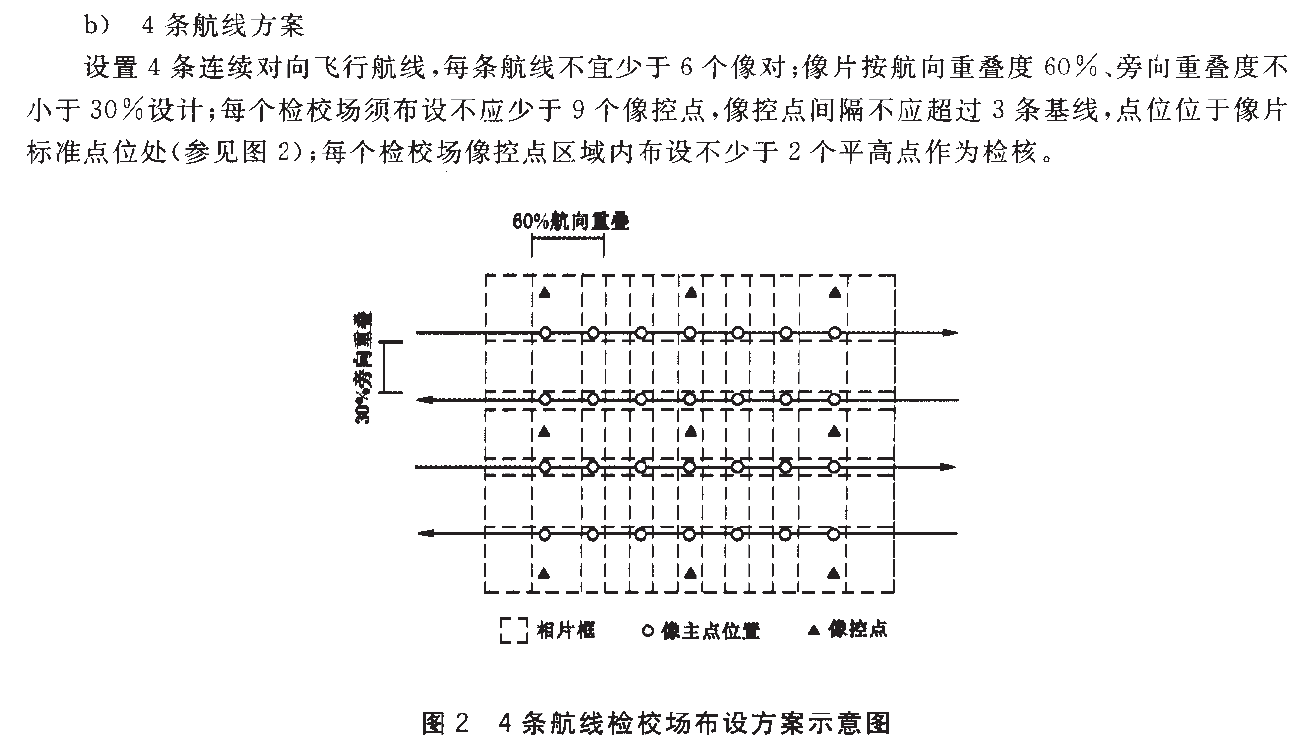 b) 4 条航线方案
设置 4 条连续对向飞行航线,每条航线不宜少于 6 个像对;像片按航向重叠度 60%、旁向重叠度不
小于 30%设计;每个检校场须布设不应少于 9 个像控点,像控点间隔不应超过 3 条基线,点位位于像片
标准点位处(参见图 2);每个检校场像控点区域内布设不少于 2 个平高点作为检核。
60%航向重叠
30%旁向重叠
相片框 像主点位置 像控点
图 2 4 条航线检校场布设方案示意图